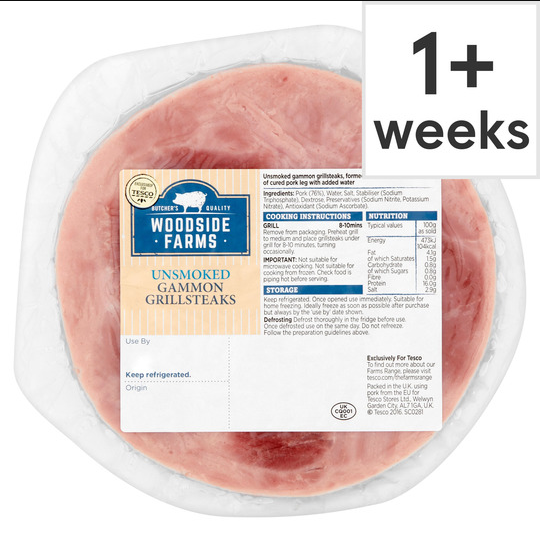 1+
weeks
EXCLUSIVELY
FOR
TESCO
BUTCHER'S QUALITY
WOODSIDE
· FARMS ·
UNSMOKED
GAMMON
GRILLSTEAKS
Use By
Keep refrigerated.
Origin
Unsmoked gammon grillsteaks, forme
of cured pork leg with added water
Ingredients: Pork (76%), Water, Salt, Stabiliser (Sodium
Triphosphate), Dextrose, Preservatives (Sodium Nitrite, Potassium
Nitrate), Antioxidant (Sodium Ascorbate).
COOKING INSTRUCTIONS
GRILL 8-10mins
Remove from packaging. Preheat grill
to medium and place grillsteaks under
grill for 8-10 minutes, turning
occasionally.
IMPORTANT: Not suitable for
microwave cooking. Not suitable for
cooking from frozen. Check food is
piping hot before serving.
NUTRITION
Typical values 100g
as sold
Energy 473kJ
104kcal
Fat 4.1g
of which Saturates 1.5g
Carbohydrate 0.8g
of which Sugars 0.8g
Fibre 0.0g
Protein 16.0g
Salt 2.9g
STORAGE
Keep refrigerated. Once opened use immediately. Suitable for
home freezing. Ideally freeze as soon as possible after purchase
but always by the 'use by' date shown.
Defrosting Defrost thoroughly in the fridge before use.
Once defrosted use on the same day. Do not refreeze.
Follow the preparation guidelines above.
Exclusively For Tesco
To find out more about our
Farms Range, please visit
tesco.com/thefarmsrange
Packed in the U.K. using
pork from the EU for
Tesco Stores Ltd., Welwyn
Garden City, AL7 1GA, U.K.
© Tesco 2016. SC0281
UK
CQ001
EC